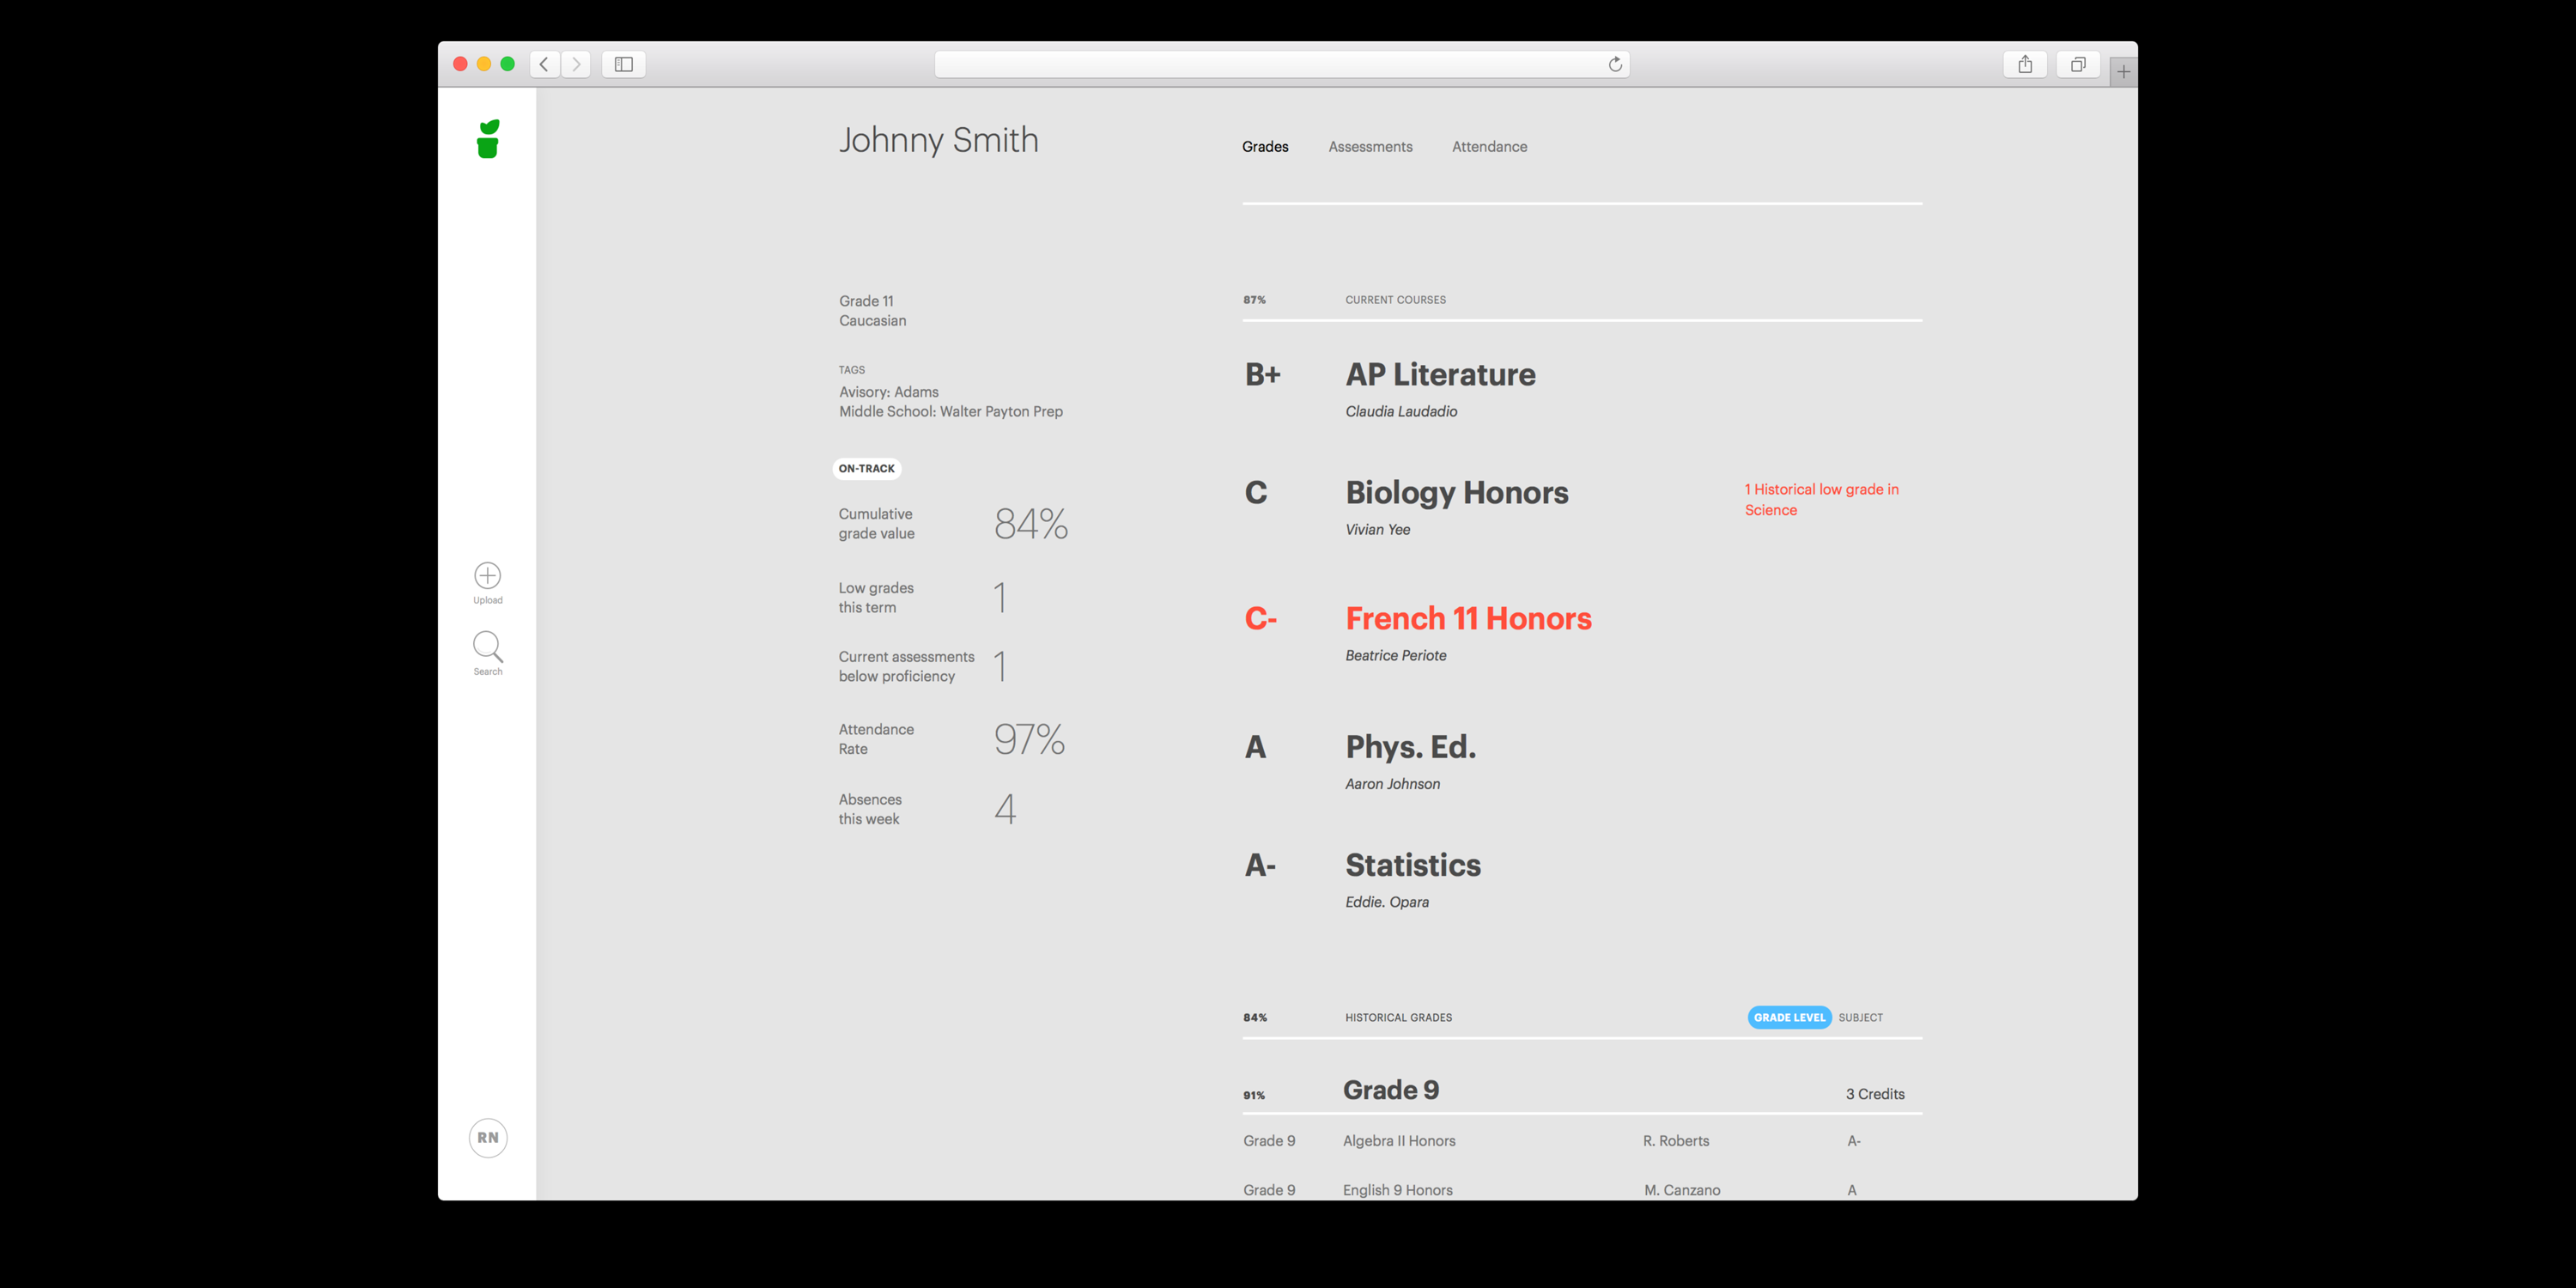 Johnny Smith
Grades
Assessments
Attendance
Grade 11
Caucasian
TAGS
Avisory: Adams
Middle School: Walter Payton Prep
ON-TRACK
Cumulative
grade value
84%
Low grades
this term
1
Current assessments
below proficiency
1
Attendance
Rate
97%
Absences
this week
4
87%
CURRENT COURSES
B+
AP Literature
Claudia Laudadio
C
Biology Honors
Vivian Yee
1 Historical low grade in
Science
C-
French 11 Honors
Beatrice Periote
A
Phys. Ed.
Aaron Johnson
A-
Statistics
Eddie. Opara
84%
HISTORICAL GRADES
GRADE LEVEL
SUBJECT
91%
Grade 9
3 Credits
Grade 9
Algebra II Honors
R. Roberts
A-
Grade 9
English 9 Honors
M. Canzano
A
Upload
Search
RN